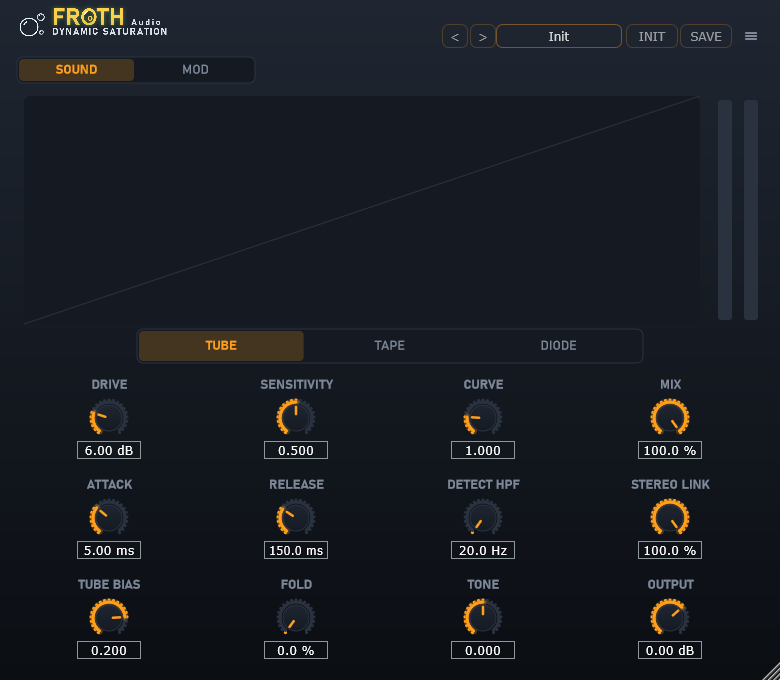 FROTH Audio
DYNAMIC SATURATION
< > Init INIT SAVE
SOUND MOD
TUBE TAPE DIODE
DRIVE SENSITIVITY CURVE MIX
6.00 dB 0.500 1.000 100.0 %
ATTACK RELEASE DETECT HPF STEREO LINK
5.00 ms 150.0 ms 20.0 Hz 100.0 %
TUBE BIAS FOLD TONE OUTPUT
0.200 0.0 % 0.000 0.00 dB